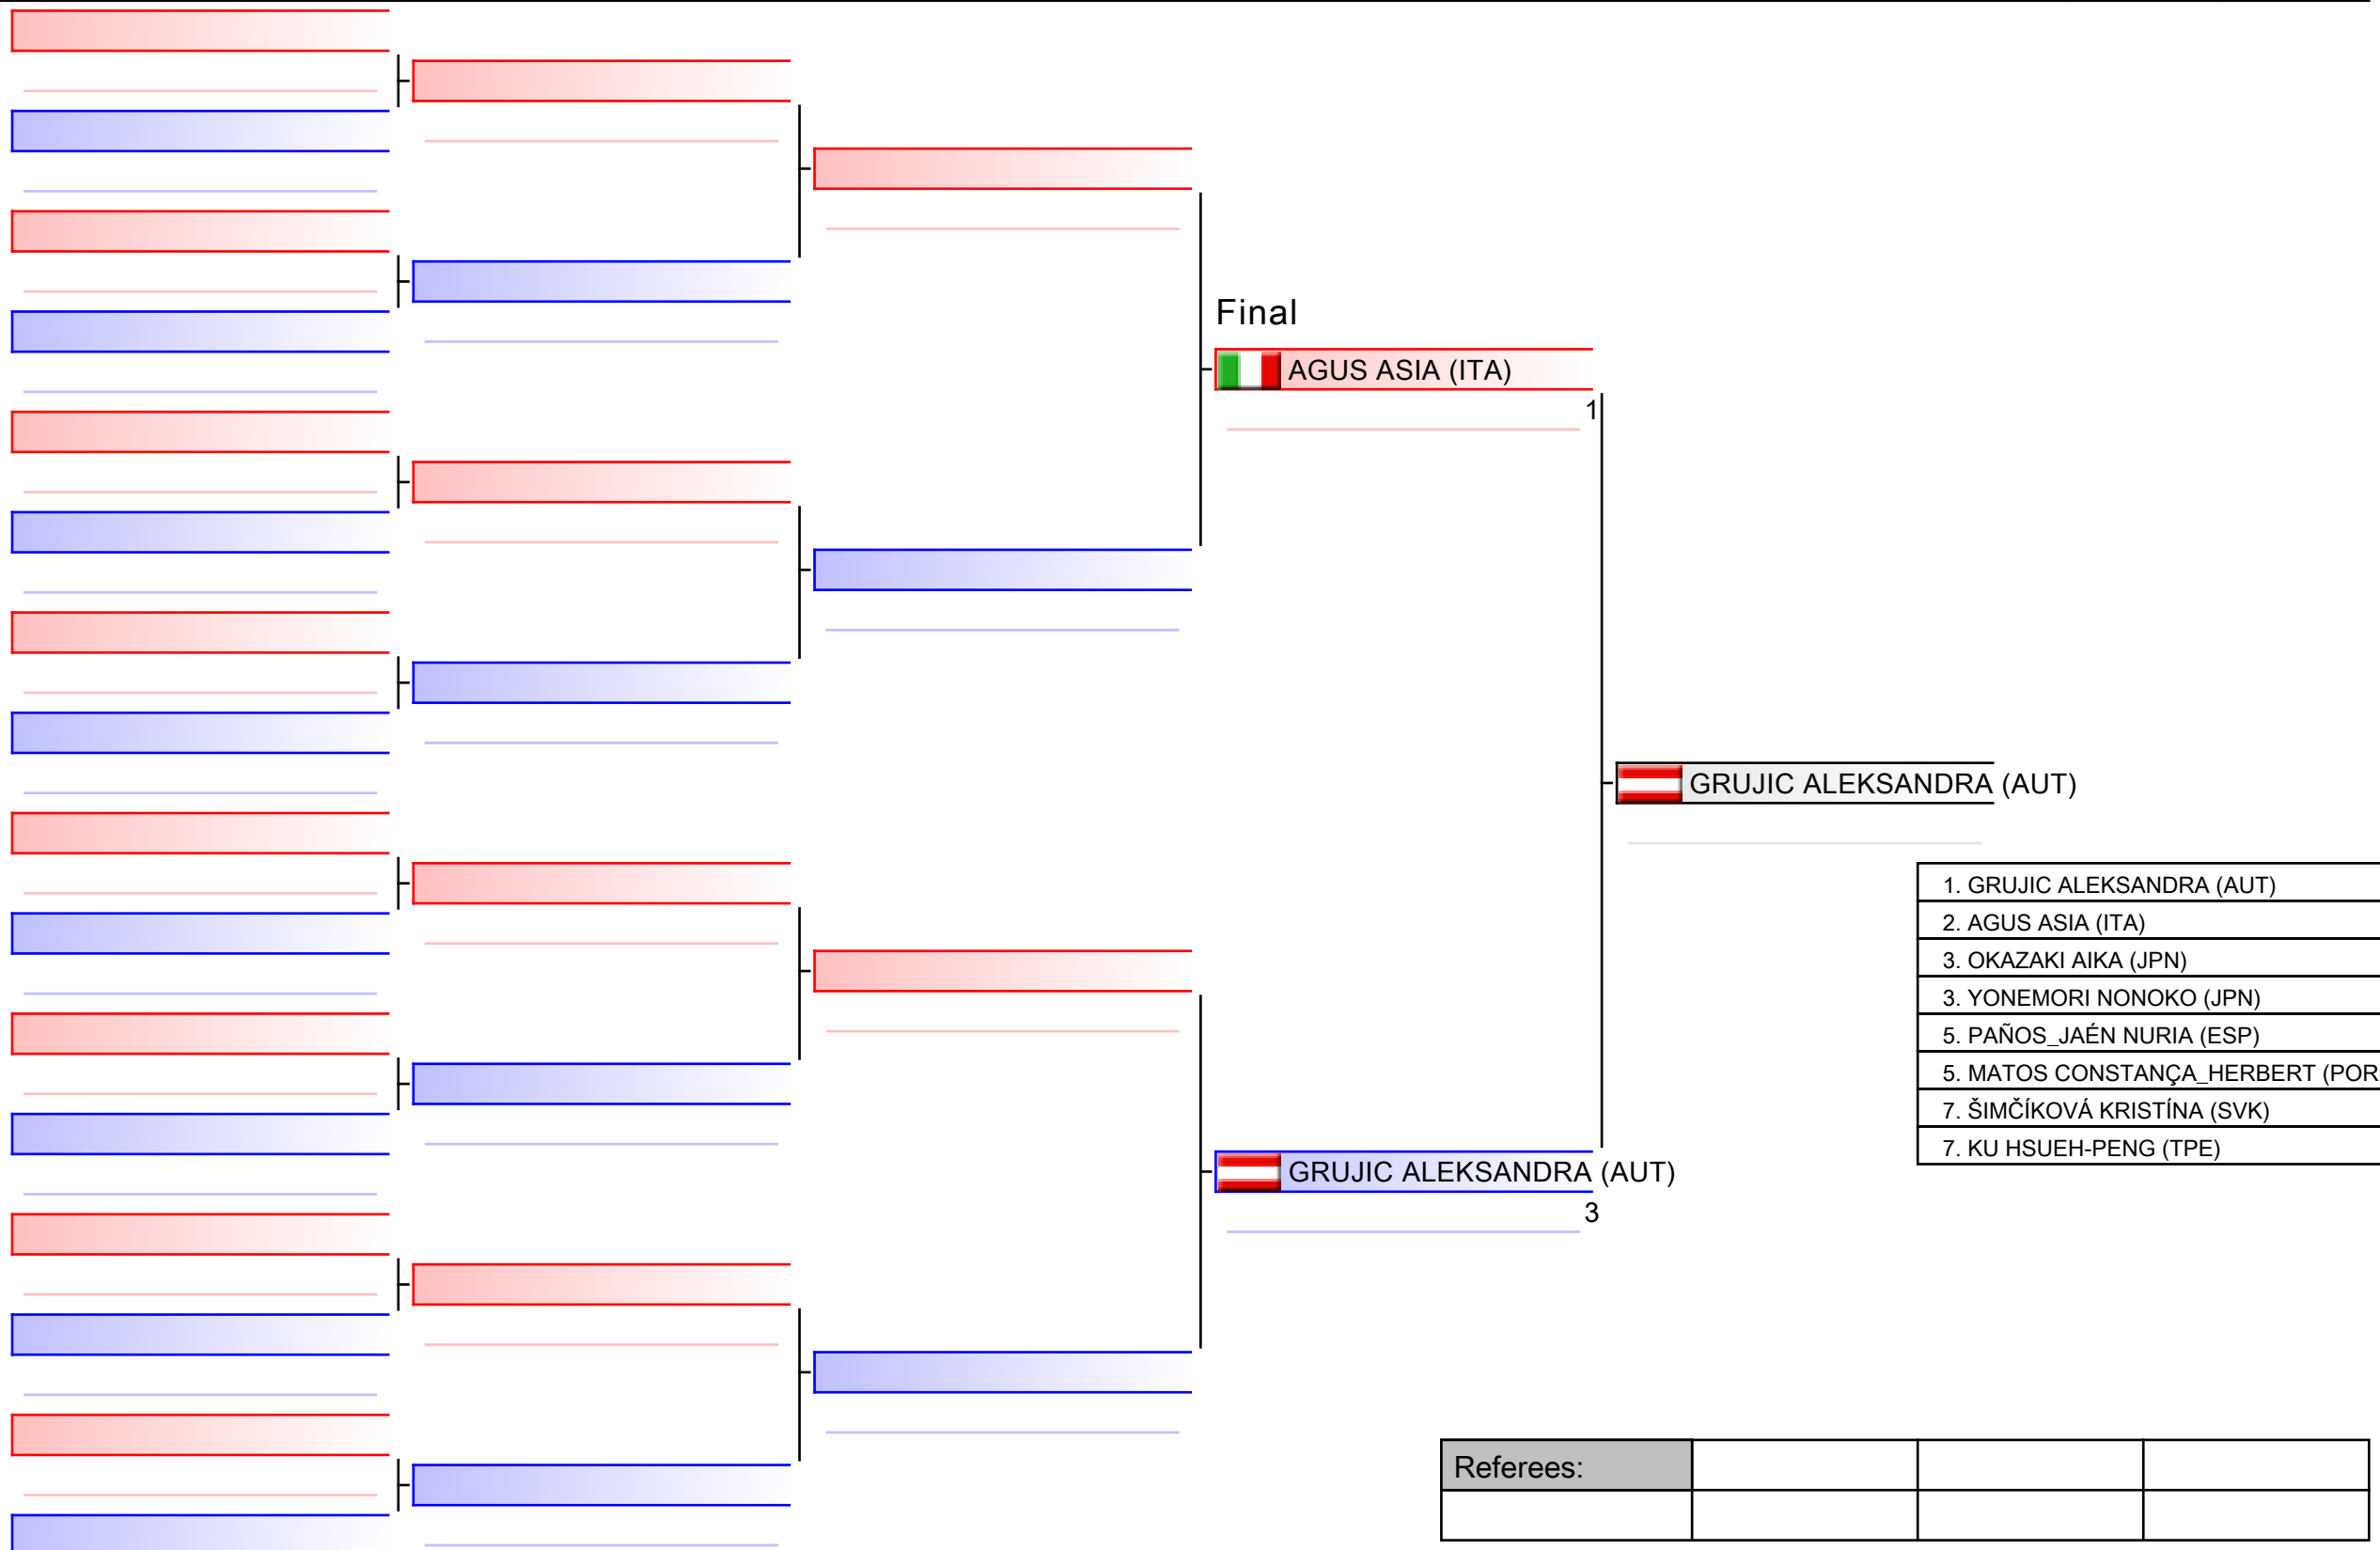 Final
AGUS ASIA (ITA)
1
GRUJIC ALEKSANDRA (AUT)
1. GRUJIC ALEKSANDRA (AUT)
2. AGUS ASIA (ITA)
3. OKAZAKI AIKA (JPN)
3. YONEMORI NONOKO (JPN)
5. PAÑOS_JAÉN NURIA (ESP)
5. MATOS CONSTANÇA_HERBERT (POR
7. ŠIMČÍKOVÁ KRISTÍNA (SVK)
7. KU HSUEH-PENG (TPE)
GRUJIC ALEKSANDRA (AUT)
3
Referees: